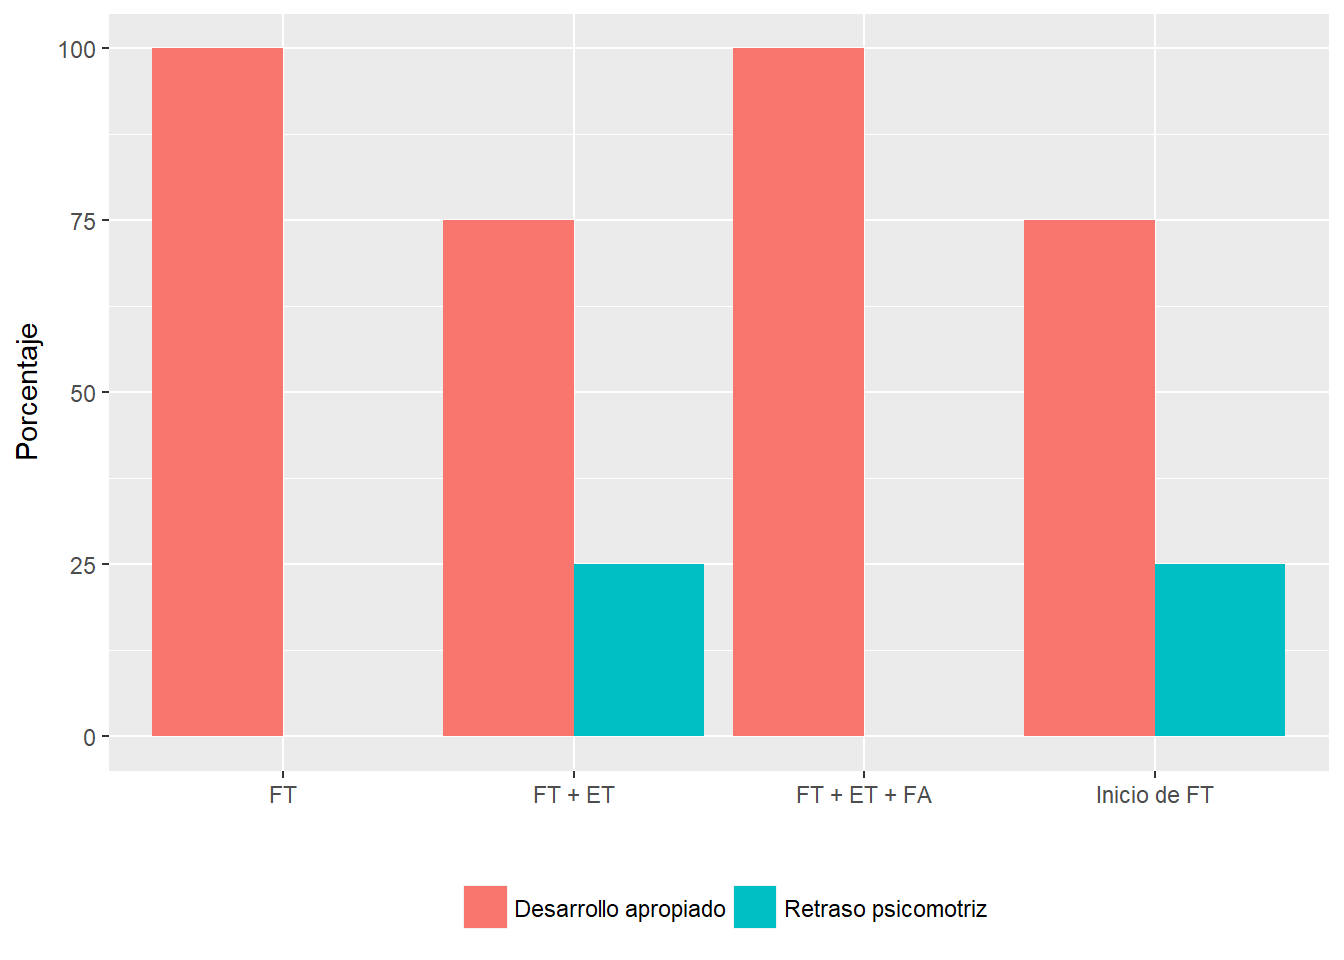 Porcentaje
100
75
50
25
0
FT
FT + ET
FT + ET + FA
Inicio de FT
Desarrollo apropiado
Retraso psicomotriz